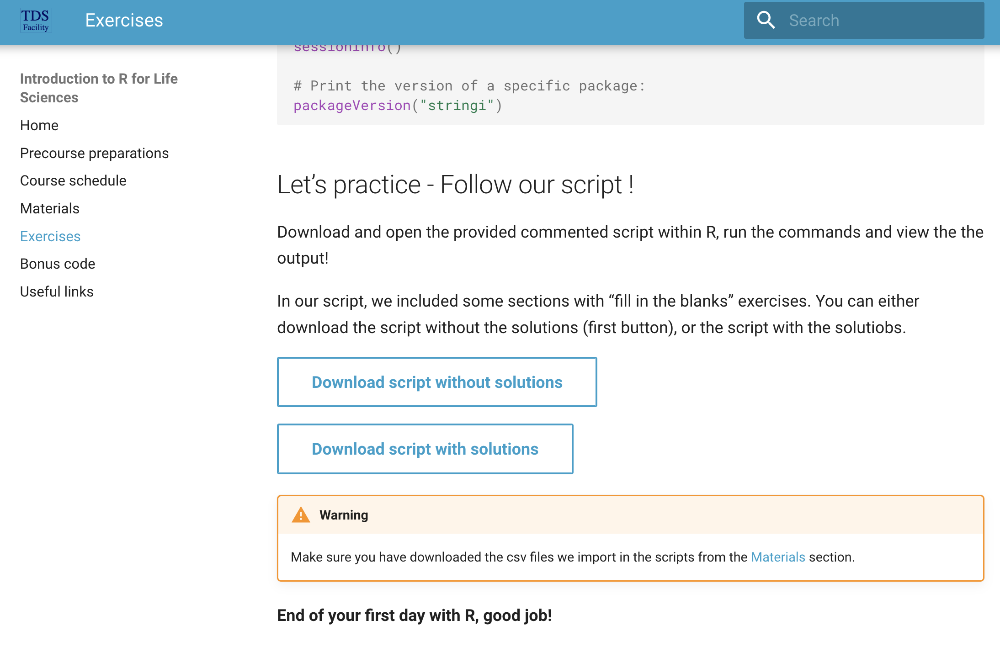 TDS
Facility
Exercises
Search
Introduction to R for Life
Sciences
Home
Precourse preparations
Course schedule
Materials
Exercises
Bonus code
Useful links
sessionInfo()
# Print the version of a specific package:
packageVersion("stringi")
Let’s practice - Follow our script !
Download and open the provided commented script within R, run the commands and view the the
output!
In our script, we included some sections with “fill in the blanks” exercises. You can either
download the script without the solutions (first button), or the script with the solutiobs.
Download script without solutions
Download script with solutions
Warning
Make sure you have downloaded the csv files we import in the scripts from the Materials section.
End of your first day with R, good job!